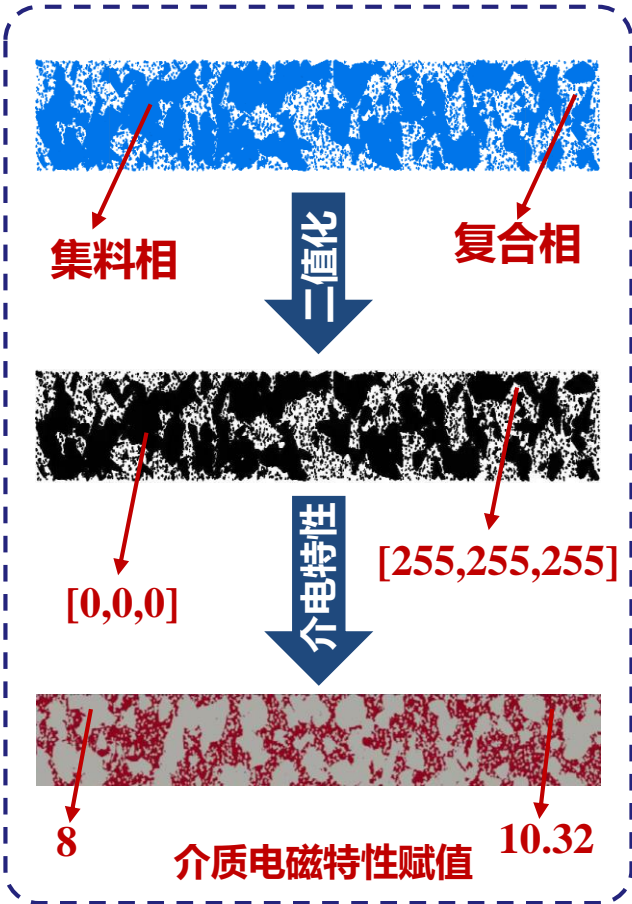 集料相
复合相
二值化
[0,0,0]
[255,255,255]
介电特性
8
10.32
介质电磁特性赋值